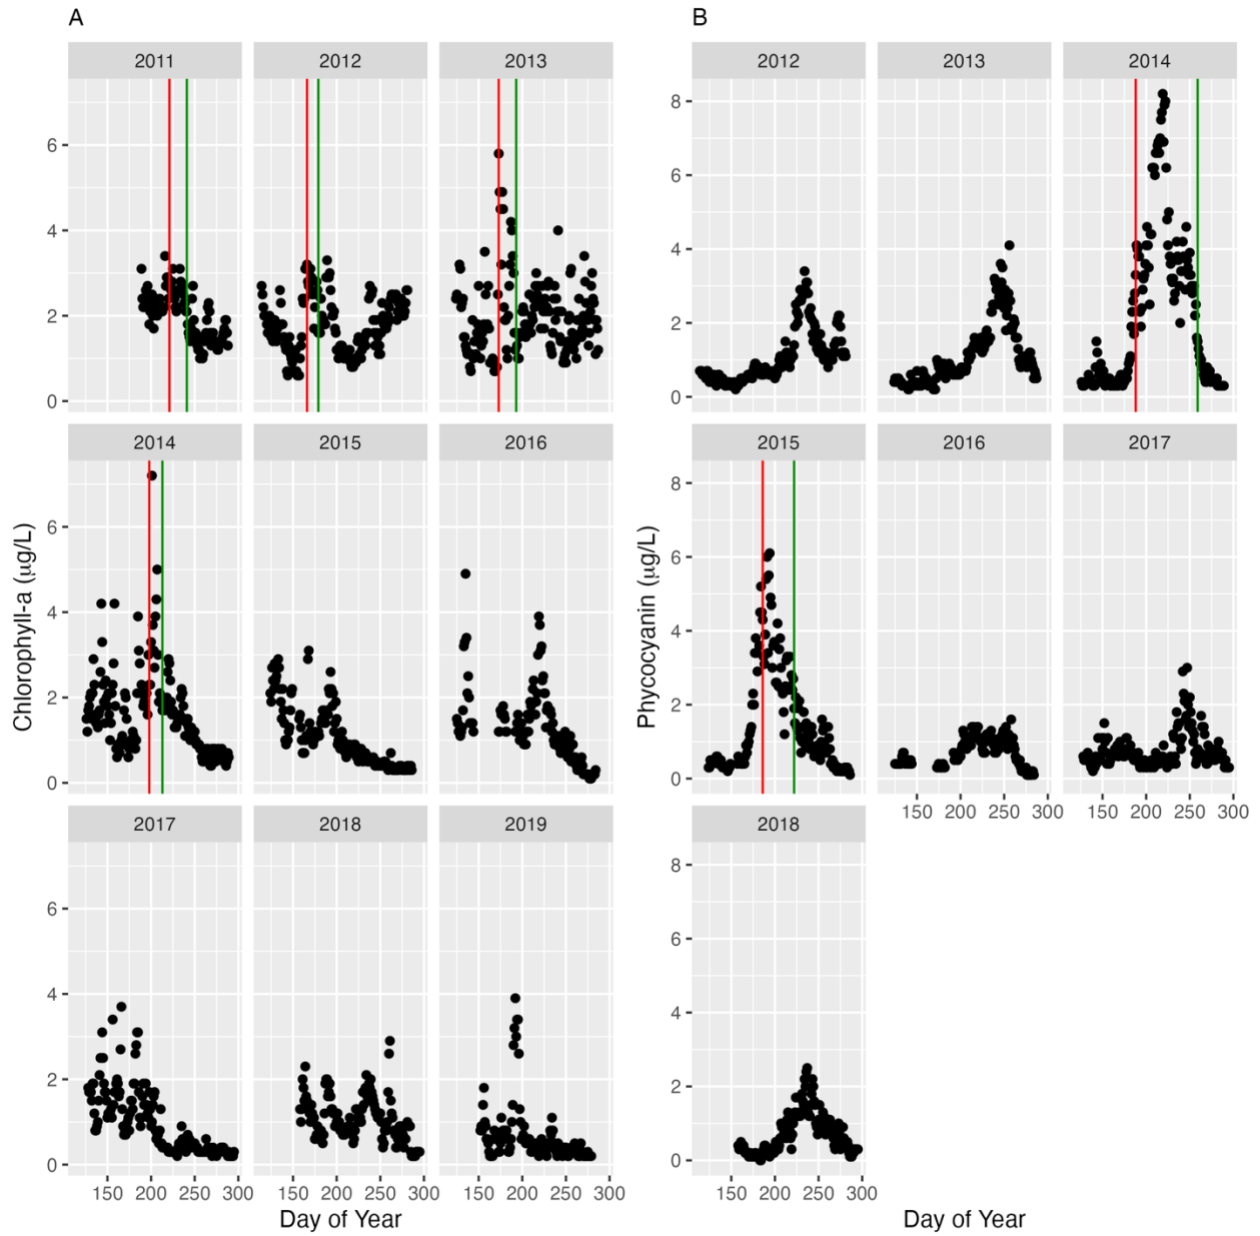 A
2011 2012 2013
6
4
2
0
2014 2015 2016
6
4
2
0
2017 2018 2019
6
4
2
0
150 200 250 300 150 200 250 300 150 200 250 300
Chlorophyll-a (μg/L)
Day of Year
B
2012 2013 2014
8
6
4
2
0
2015 2016 2017
8
6
4
2
0
150 200 250 300 150 200 250 300
2018
8
6
4
2
0
150 200 250 300
Phycocyanin (μg/L)
Day of Year